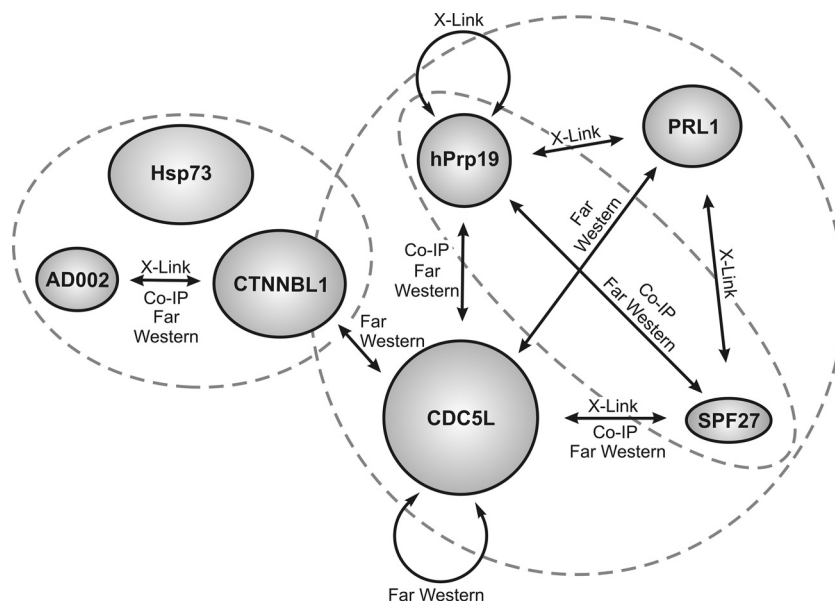 X-Link
PRL1
X-Link
hPrp19
Hsp73
Far
Western
Co-IP
Far
Western
X-Link
AD002
X-Link
CTNNBL1
Co-IP
Far
Western
Co-IP
Far Western
Far
Western
CDC5L
X-Link
Co-IP
Far Western
SPF27
Far Western